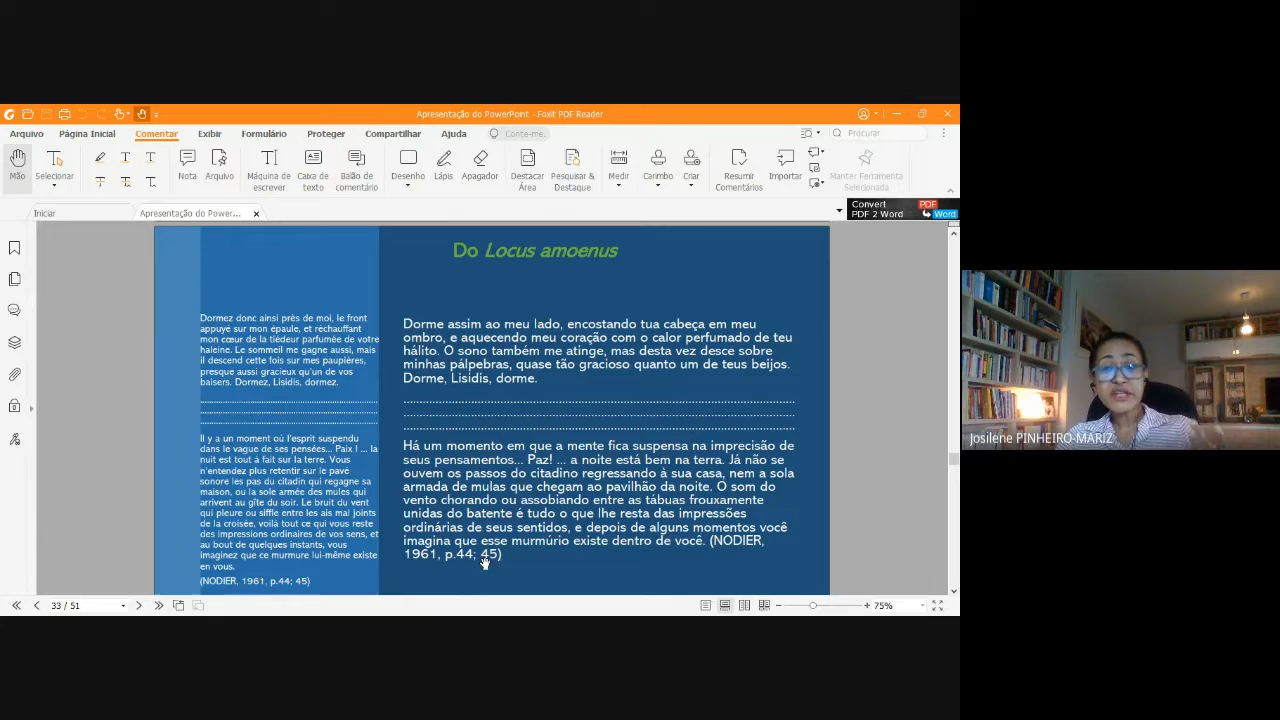 Apresentação do PowerPoint - Foxit PDF Reader
Arquivo Página Inicial Comentar Exibir Formulário Proteger Compartilhar Ajuda Conte-me. Procurar
Mão Selecionar Nota Arquivo Máquina de escrever Caixa de texto Balão de comentário Desenho Lápis Apagador Destacar Área Pesquisar & Destaque Medir Carimbo Criar Resumir Comentários Importar Manter Ferramenta Selecionada
Iniciar Apresentação do Power...
Convert PDF
PDF 2 Word Word
Do Locus amoenus
Dormez donc ainsi près de moi, le front
appuyé sur mon épaule, et réchauffant
mon cœur de la tiédeur parfumée de votre
haleine. Le sommeil me gagne aussi, mais
il descend cette fois sur mes paupières,
presque aussi gracieux qu'un de vos
baisers. Dormez, Lisidis, dormez.
Il y a un moment où l'esprit suspendu
dans le vague de ses pensées... Paix ! ... la
nuit est tout à fait sur la terre. Vous
n'entendez plus retentir sur le pavé
sonore les pas du citadin qui regagne sa
maison, ou la sole armée des mules qui
arrivent au gîte du soir. Le bruit du vent
qui pleure ou siffle entre les ais mal joints
de la croisée, voilà tout ce qui vous reste
des impressions ordinaires de vos sens, et
au bout de quelques instants, vous
imaginez que ce murmure lui-même existe
en vous.
(NODIER, 1961, p.44; 45)
Dorme assim ao meu lado, encostando tua cabeça em meu
ombro, e aquecendo meu coração com o calor perfumado de teu
hálito. O sono também me atinge, mas desta vez desce sobre
minhas pálpebras, quase tão gracioso quanto um de teus beijos.
Dorme, Lisidis, dorme.
Há um momento em que a mente fica suspensa na imprecisão de
seus pensamentos... Paz! ... a noite está bem na terra. Já não se
ouvem os passos do citadino regressando à sua casa, nem a sola
armada de mulas que chegam ao pavilhão da noite. O som do
vento chorando ou assobiando entre as tábuas frouxamente
unidas do batente é tudo o que lhe resta das impressões
ordinárias de seus sentidos, e depois de alguns momentos você
imagina que esse murmúrio existe dentro de você. (NODIER,
1961, p.44; 45)
33 / 51
75%
Josilene PINHEIRO-MARIZ